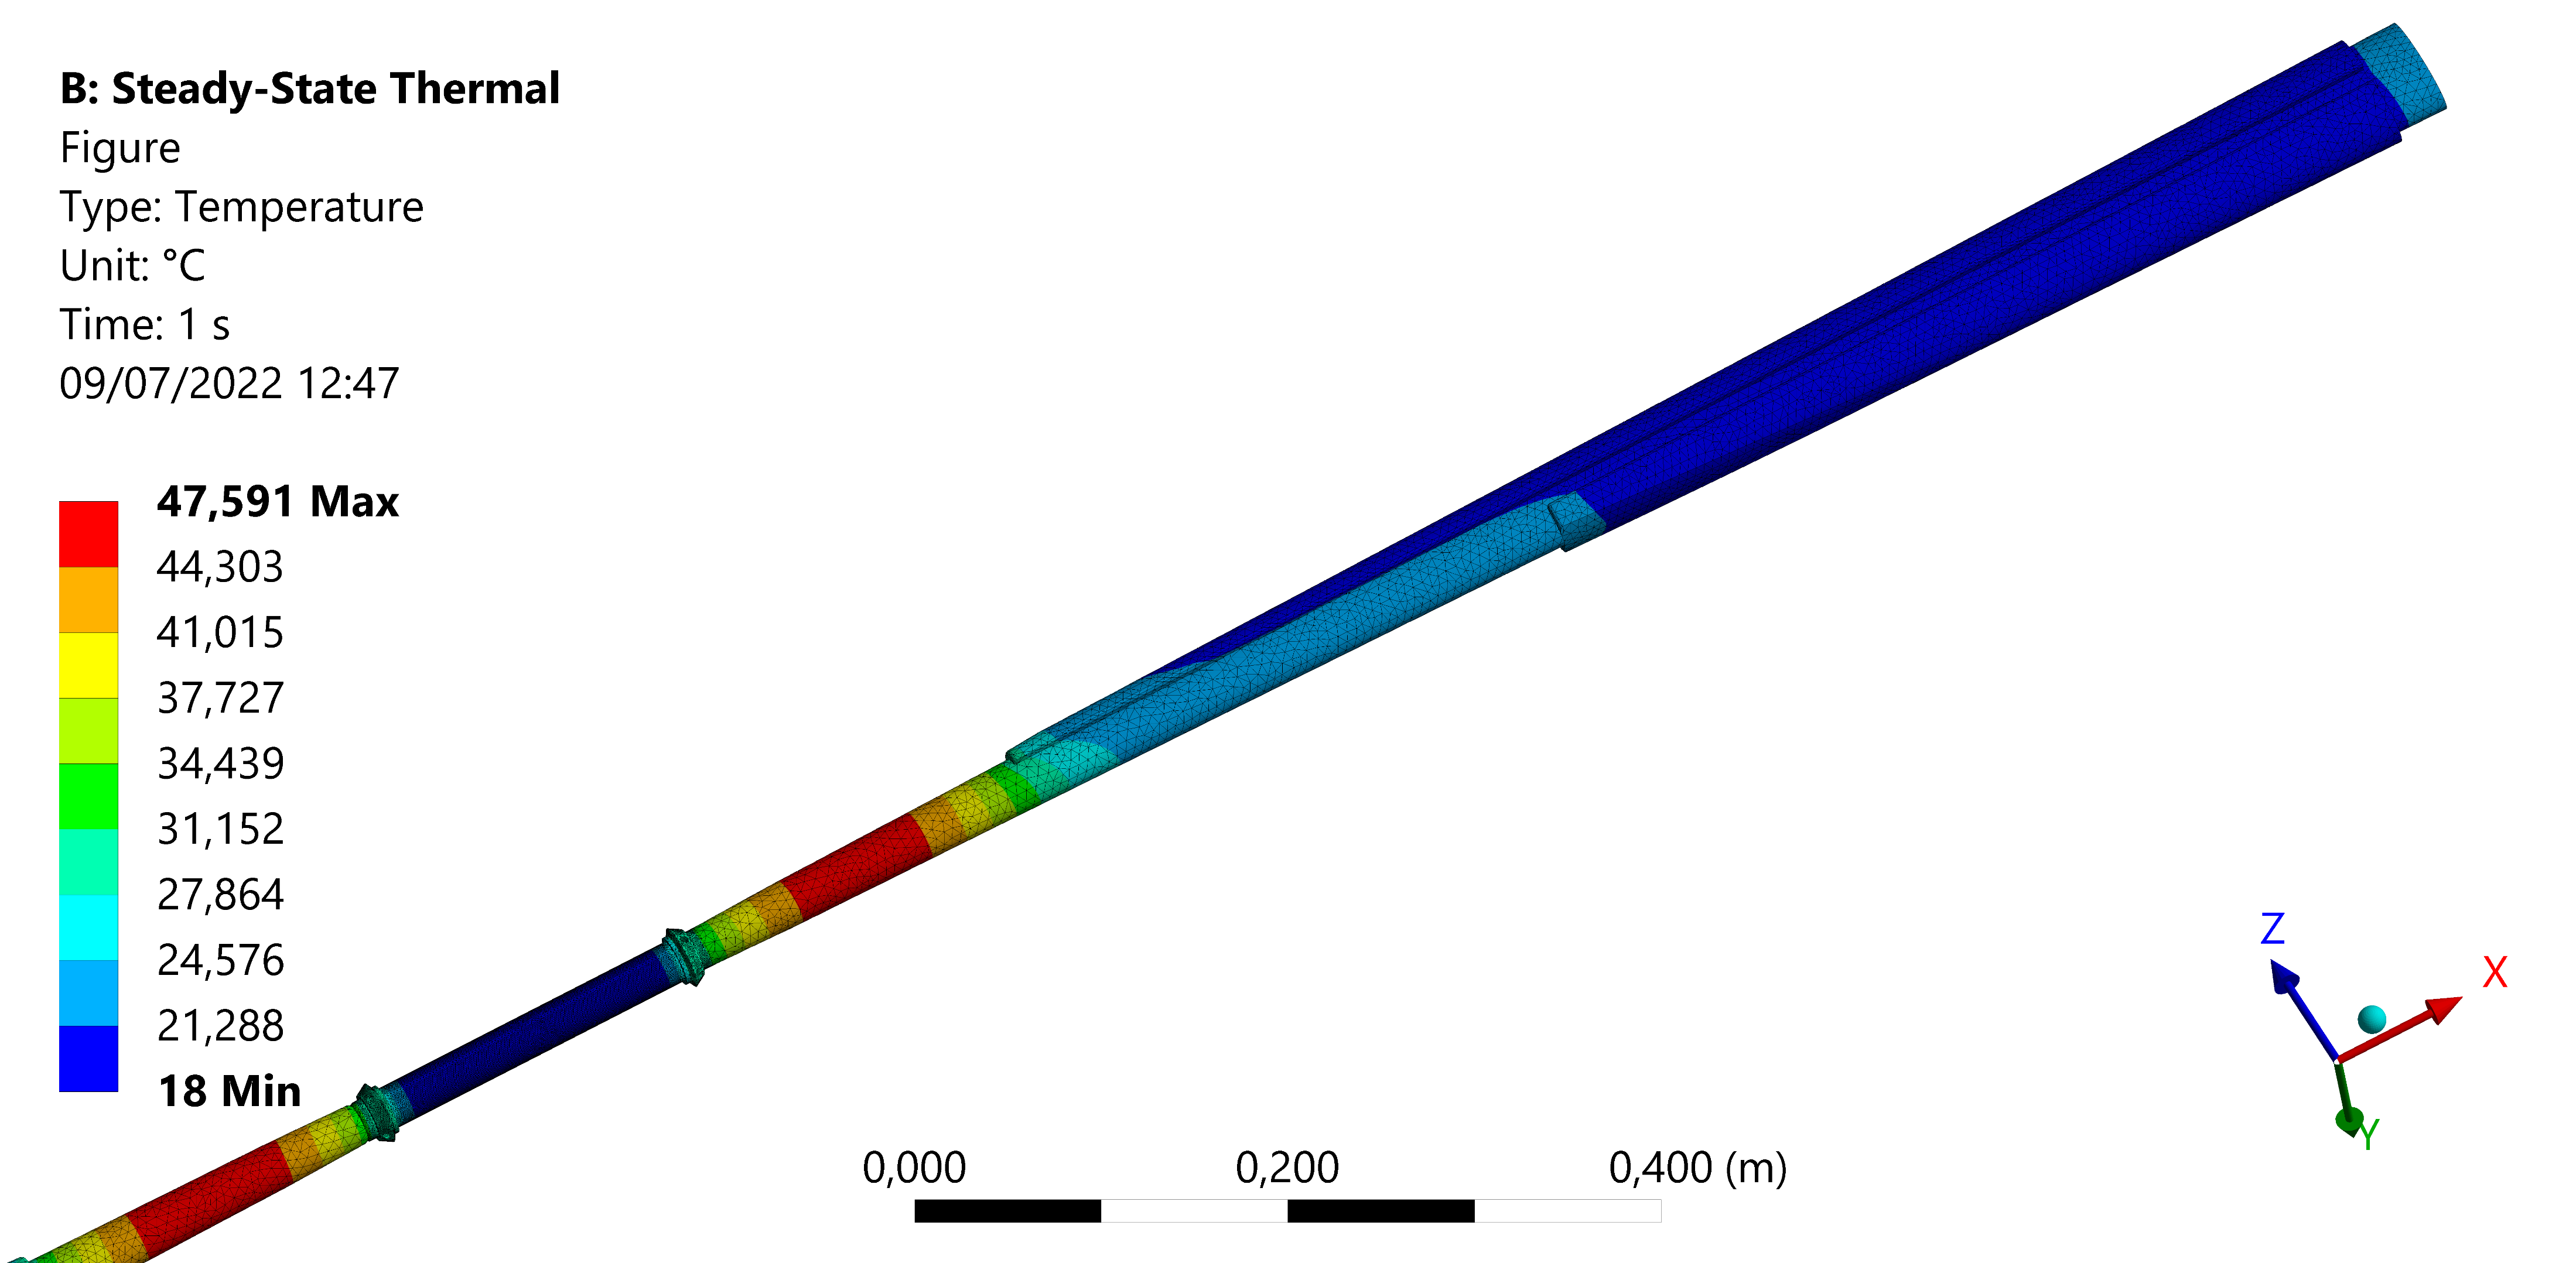 B: Steady-State Thermal
Figure
Type: Temperature
Unit: °C
Time: 1 s
09/07/2022 12:47
47,591 Max
44,303
41,015
37,727
34,439
31,152
27,864
24,576
21,288
18 Min
0,000 0,200 0,400 (m)
Z
X
Y